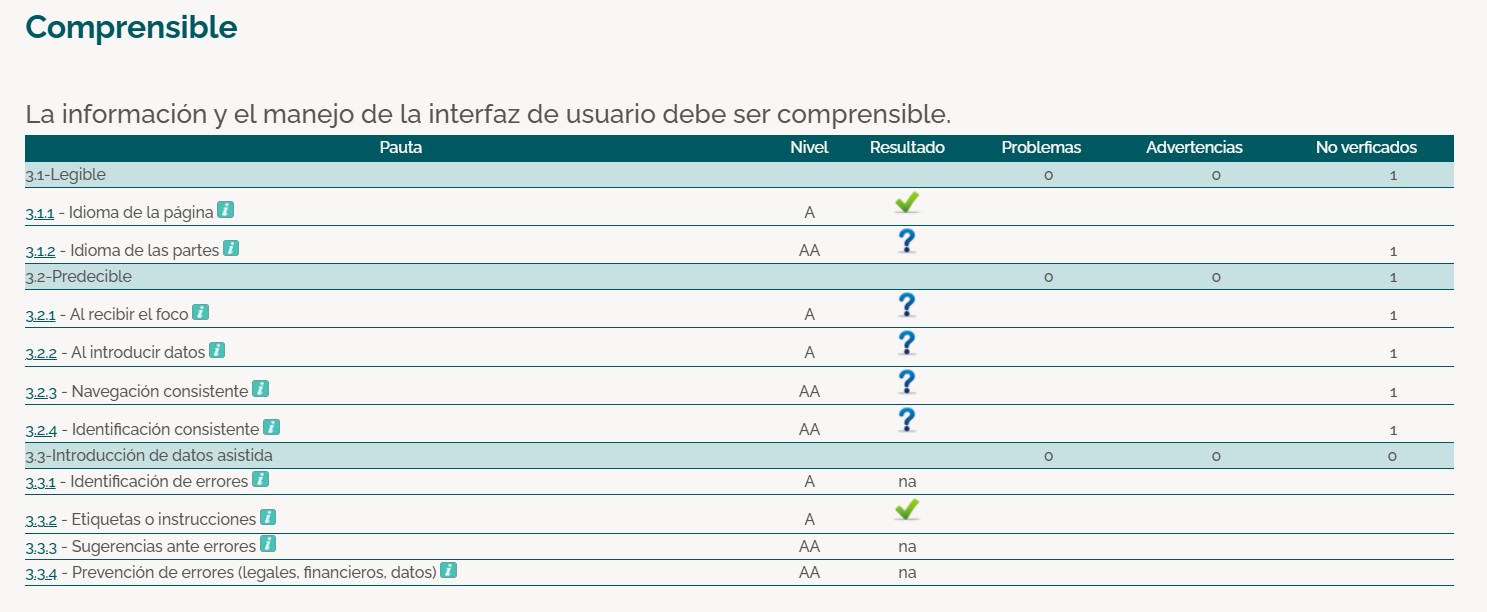 Comprensible
La información y el manejo de la interfaz de usuario debe ser comprensible.
Pauta Nivel Resultado Problemas Advertencias No verficados
3.1-Legible 0 0 1
3.1.1 - Idioma de la página i A
3.1.2 - Idioma de las partes i AA ? 1
3.2-Predecible 0 0 1
3.2.1 - Al recibir el foco i A ? 1
3.2.2 - Al introducir datos i A ? 1
3.2.3 - Navegación consistente i AA ? 1
3.2.4 - Identificación consistente i AA ? 1
3.3-Introducción de datos asistida 0 0 0
3.3.1 - Identificación de errores i A na
3.3.2 - Etiquetas o instrucciones i A
3.3.3 - Sugerencias ante errores i AA na
3.3.4 - Prevención de errores (legales, financieros, datos) i AA na